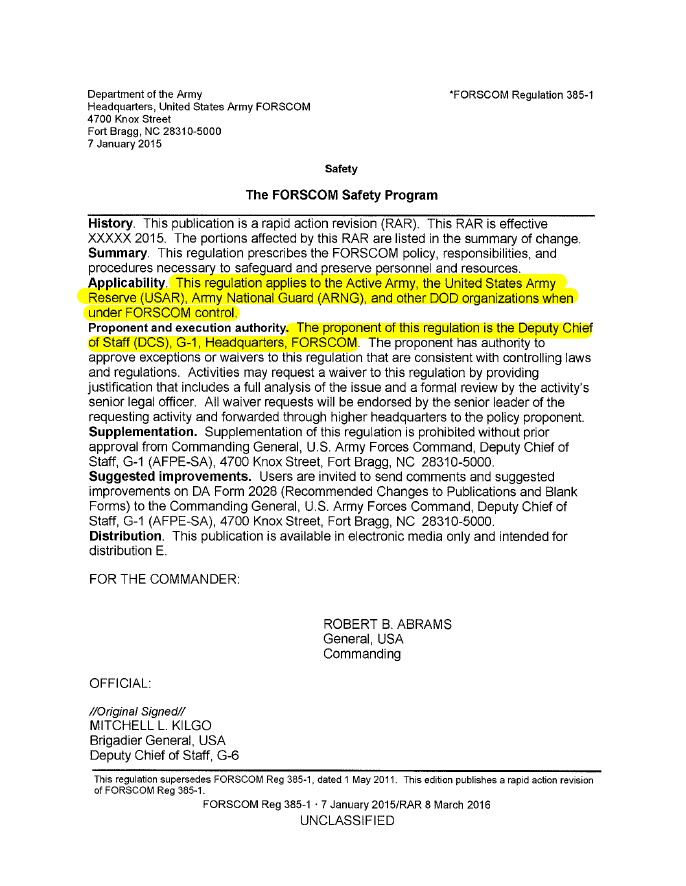 Department of the Army
*FORSCOM Regulation 385-1
Headquarters, United States Army FORSCOM
4700 Knox Street
Fort Bragg, NC 28310-5000
7 January 2015
Safety
The FORSCOM Safety Program
History. This publication is a rapid action revision (RAR). This RAR is effective
XXXXX 2015. The portions affected by this RAR are listed in the summary of change.
Summary. This regulation prescribes the FORSCOM policy, responsibilities, and
procedures necessary to safeguard and preserve personnel and resources.
Applicability. This regulation applies to the Active Army, the United States Army
Reserve (USAR), Army National Guard (ARNG), and other DOD organizations when
under FORSCOM control.
Proponent and execution authority. The proponent of this regulation is the Deputy Chief
of Staff (DCS), G-1, Headquarters, FORSCOM. The proponent has authority to
approve exceptions or waivers to this regulation that are consistent with controlling laws
and regulations. Activities may request a waiver to this regulation by providing
justification that includes a full analysis of the issue and a formal review by the activity's
senior legal officer. All waiver requests will be endorsed by the senior leader of the
requesting activity and forwarded through higher headquarters to the policy proponent.
Supplementation. Supplementation of this regulation is prohibited without prior
approval from Commanding General, U.S. Army Forces Command, Deputy Chief of
Staff, G-1 (AFPE-SA), 4700 Knox Street, Fort Bragg, NC 28310-5000.
Suggested improvements. Users are invited to send comments and suggested
improvements on DA Form 2028 (Recommended Changes to Publications and Blank
Forms) to the Commanding General, U.S. Army Forces Command, Deputy Chief of
Staff, G-1 (AFPE-SA), 4700 Knox Street, Fort Bragg, NC 28310-5000.
Distribution. This publication is available in electronic media only and intended for
distribution E.
FOR THE COMMANDER:
ROBERT B. ABRAMS
General, USA
Commanding
OFFICIAL:
//Original Signed//
MITCHELL L. KILGO
Brigadier General, USA
Deputy Chief of Staff, G-6
This regulation supersedes FORSCOM Reg 385-1, dated 1 May 2011. This edition publishes a rapid action revision
of FORSCOM Reg 385-1.
FORSCOM Reg 385-1 · 7 January 2015/RAR 8 March 2016
UNCLASSIFIED